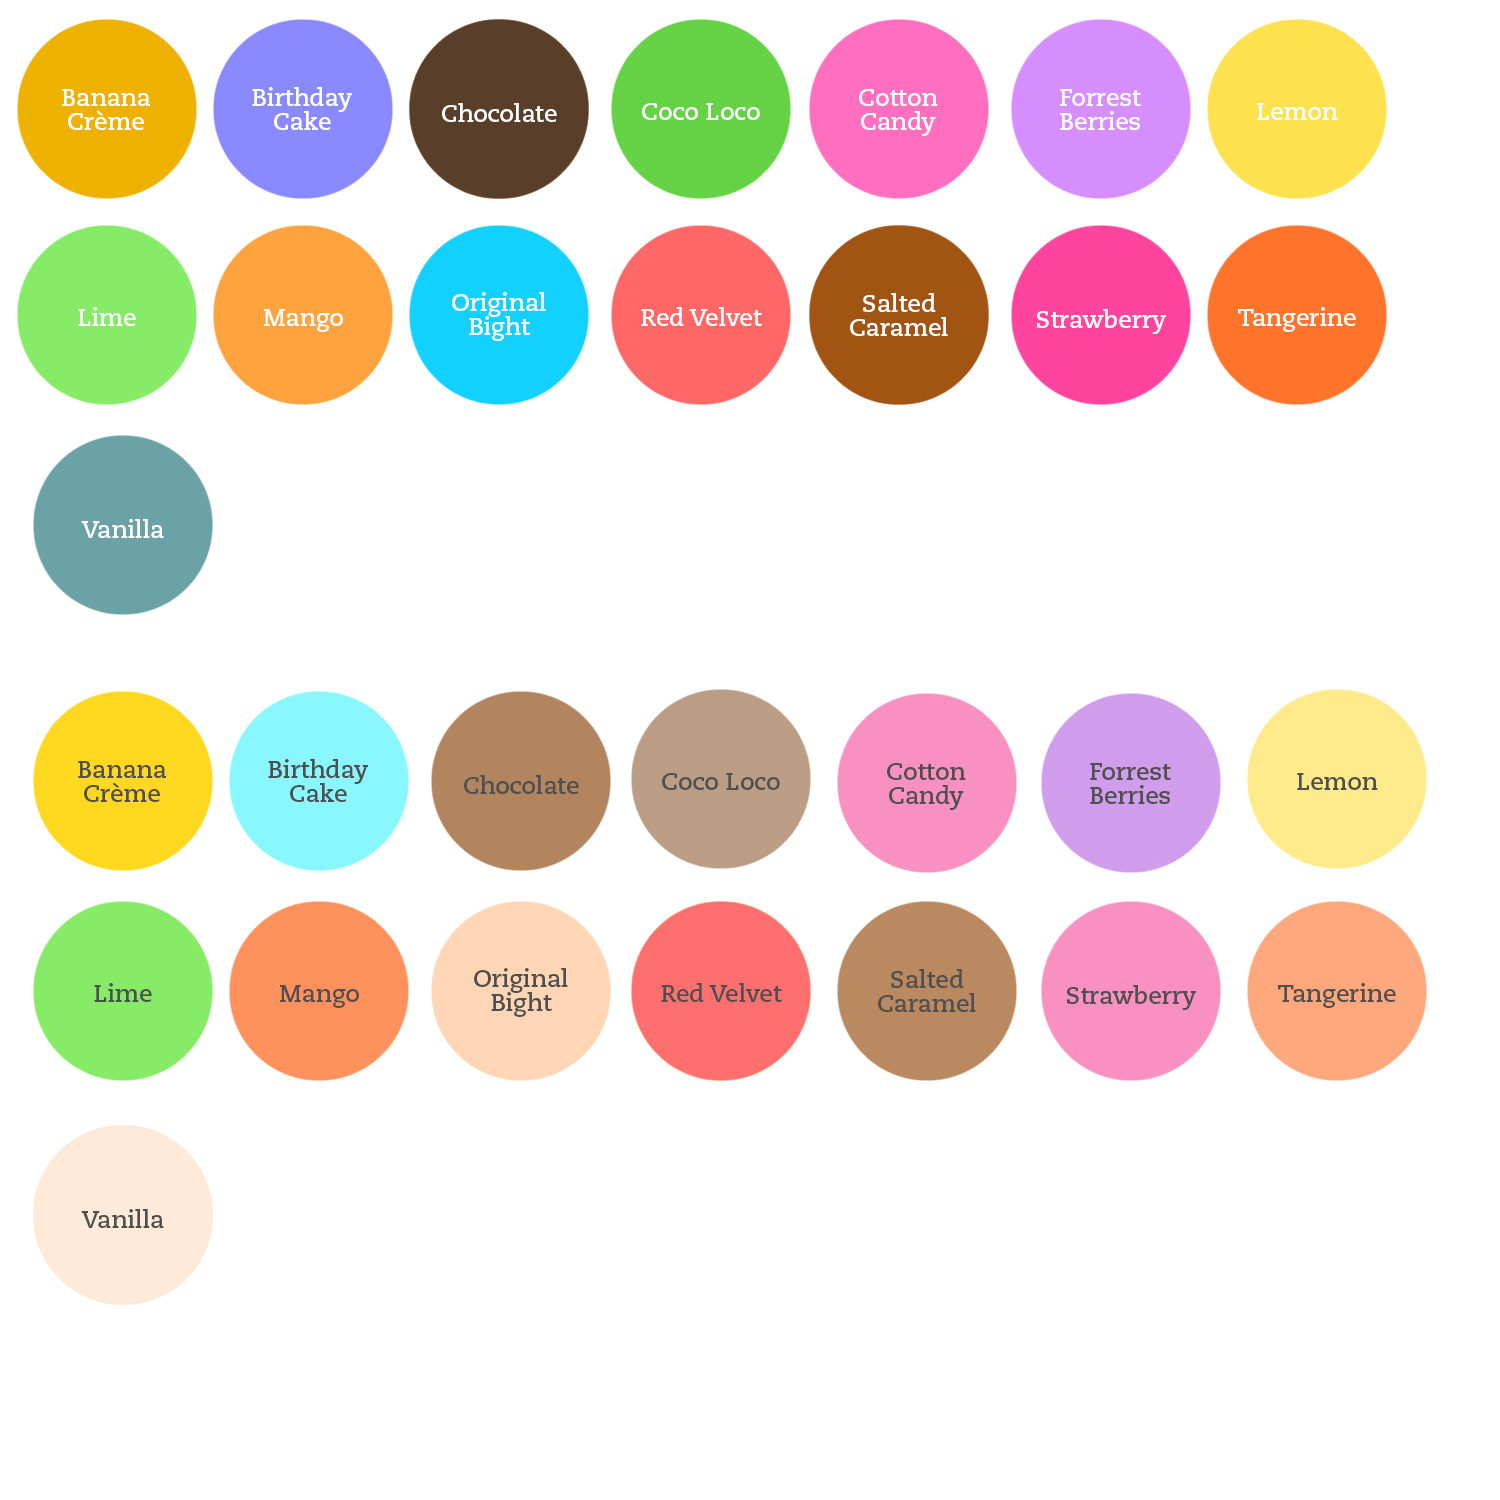 Banana
Crème
Birthday
Cake
Chocolate
Coco Loco
Cotton
Candy
Forrest
Berries
Lemon
Lime
Mango
Original
Bight
Red Velvet
Salted
Caramel
Strawberry
Tangerine
Vanilla
Banana
Crème
Birthday
Cake
Chocolate
Coco Loco
Cotton
Candy
Forrest
Berries
Lemon
Lime
Mango
Original
Bight
Red Velvet
Salted
Caramel
Strawberry
Tangerine
Vanilla